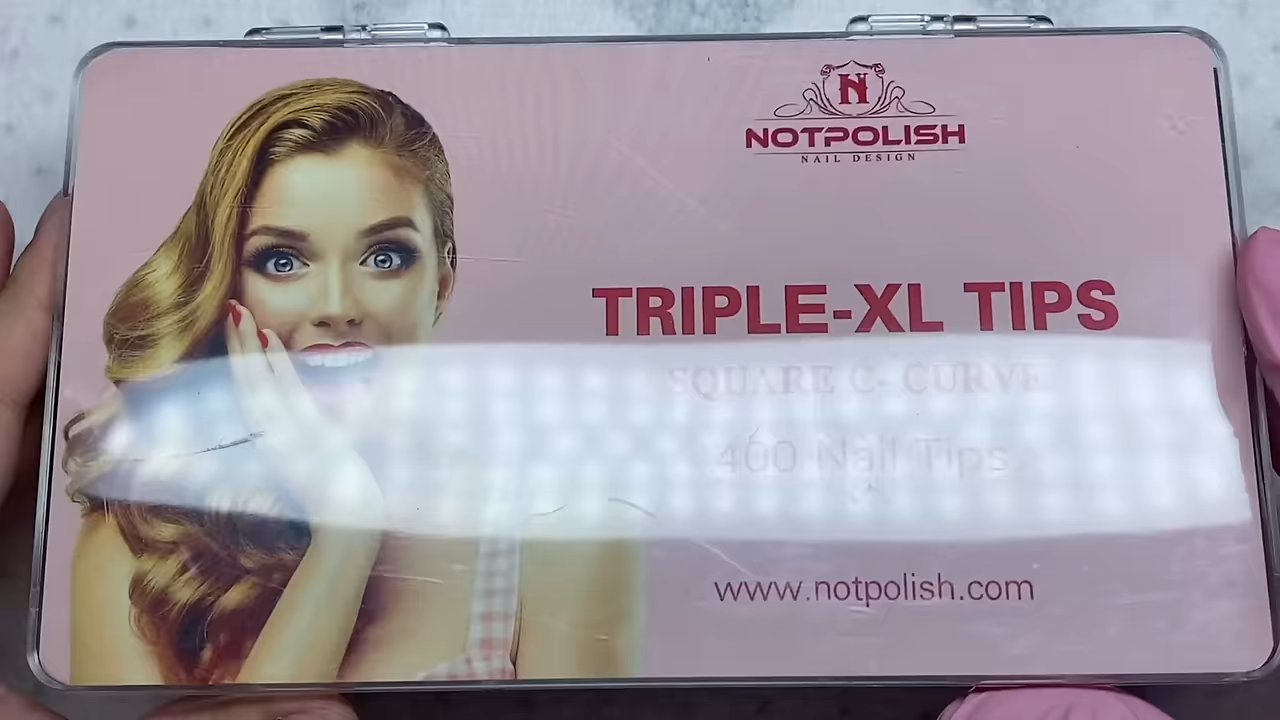 N
NOTPOLISH
NAIL DESIGN
TRIPLE-XL TIPS
SQUARE C- CURVE
400 Nail Tips
www.notpolish.com